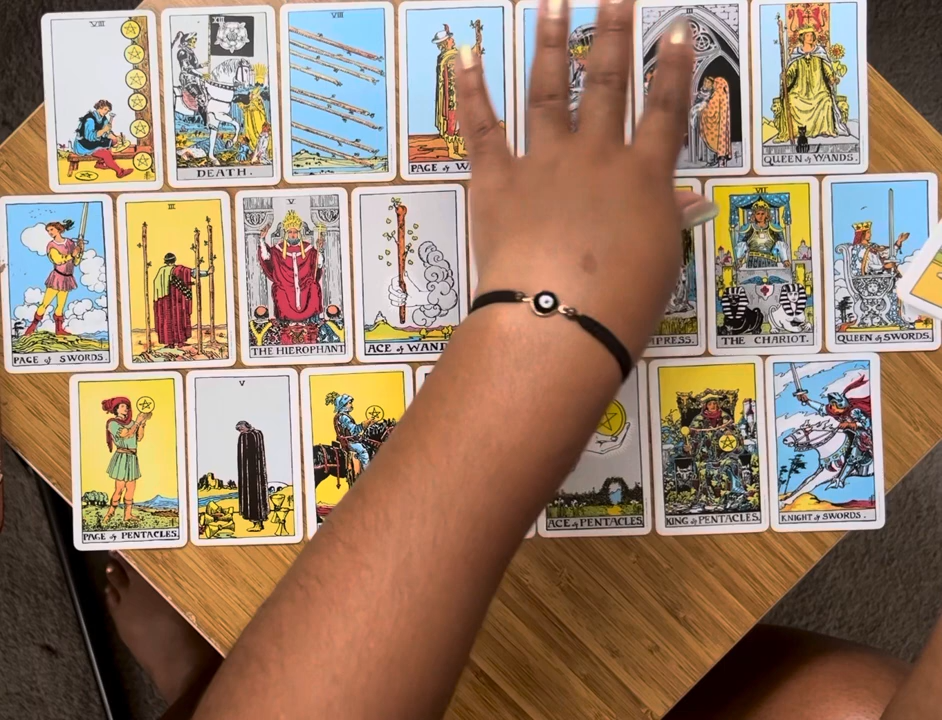 VIII
XIII
DEATH.
VIII
PAGE of W
III
QUEEN of WANDS.
PAGE of SWORDS.
III
V
THE HIEROPHANT
ACE of WAND
PRESS.
VII
THE CHARIOT.
QUEEN of SWORDS.
PAGE of PENTACLES.
V
ACE of PENTACLES
KING of PENTACLES.
KNIGHT of SWORDS.